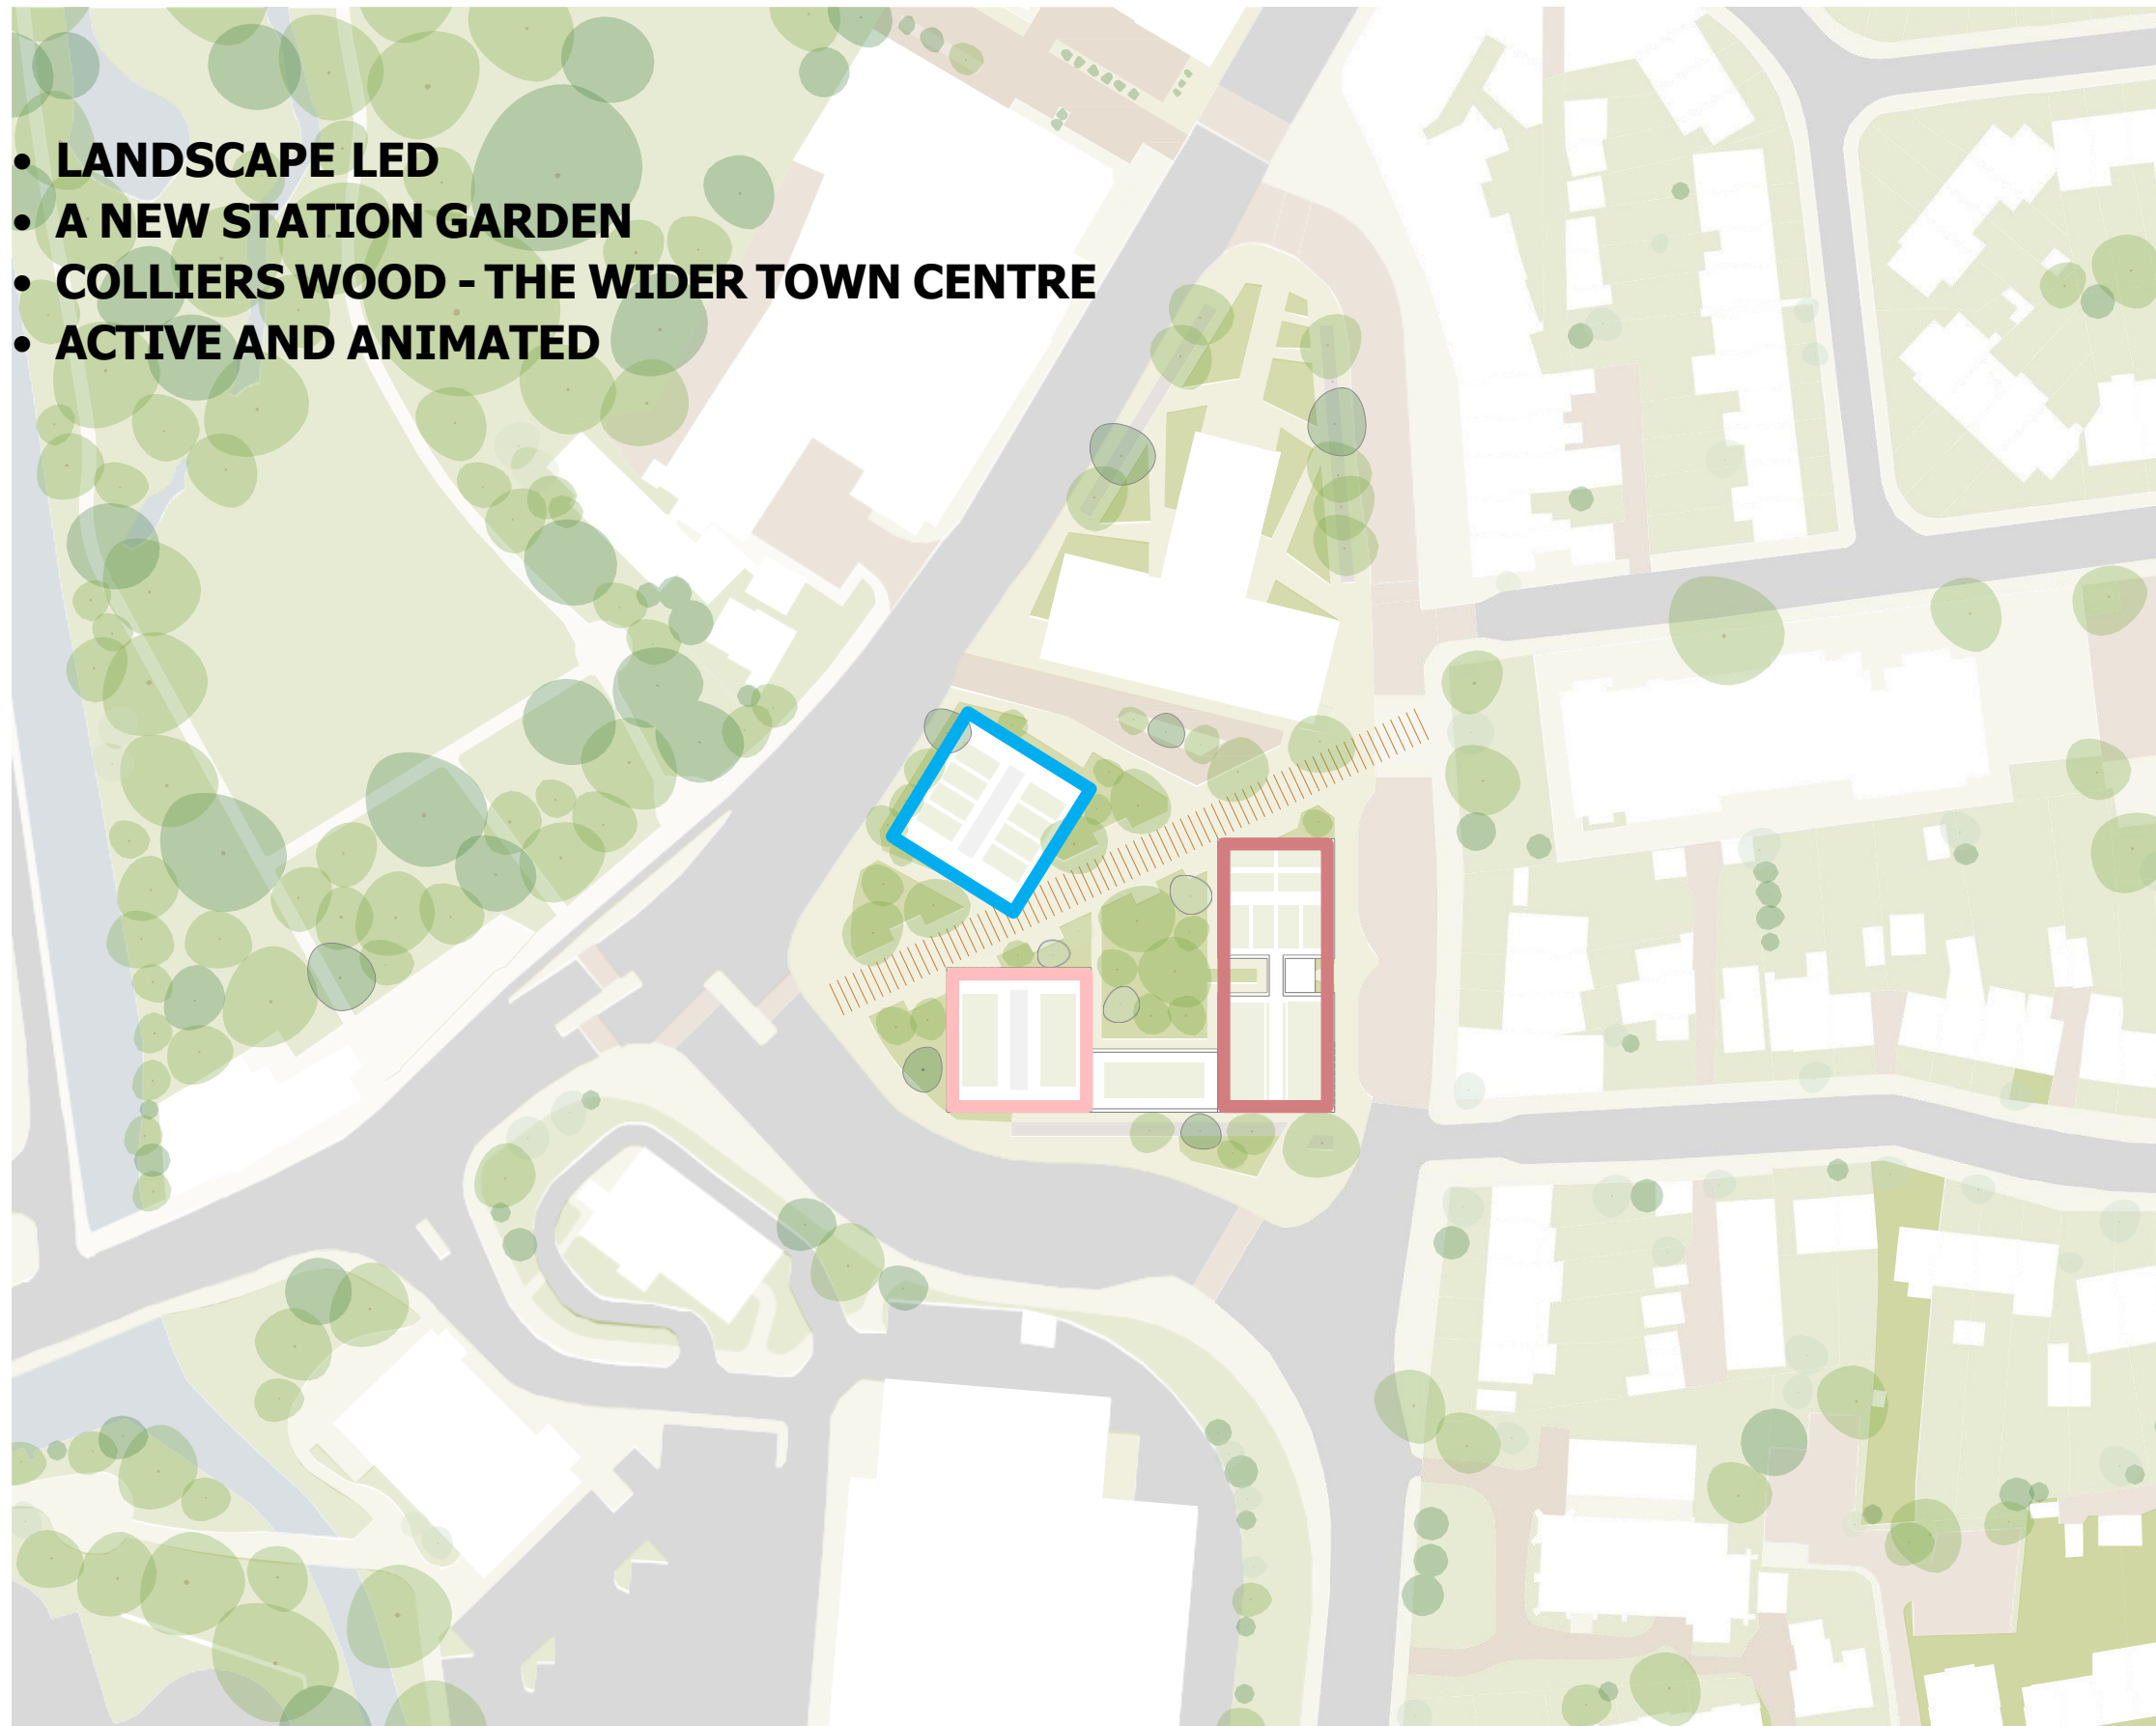 • LANDSCAPE LED
• A NEW STATION GARDEN
• COLLIERS WOOD - THE WIDER TOWN CENTRE
• ACTIVE AND ANIMATED